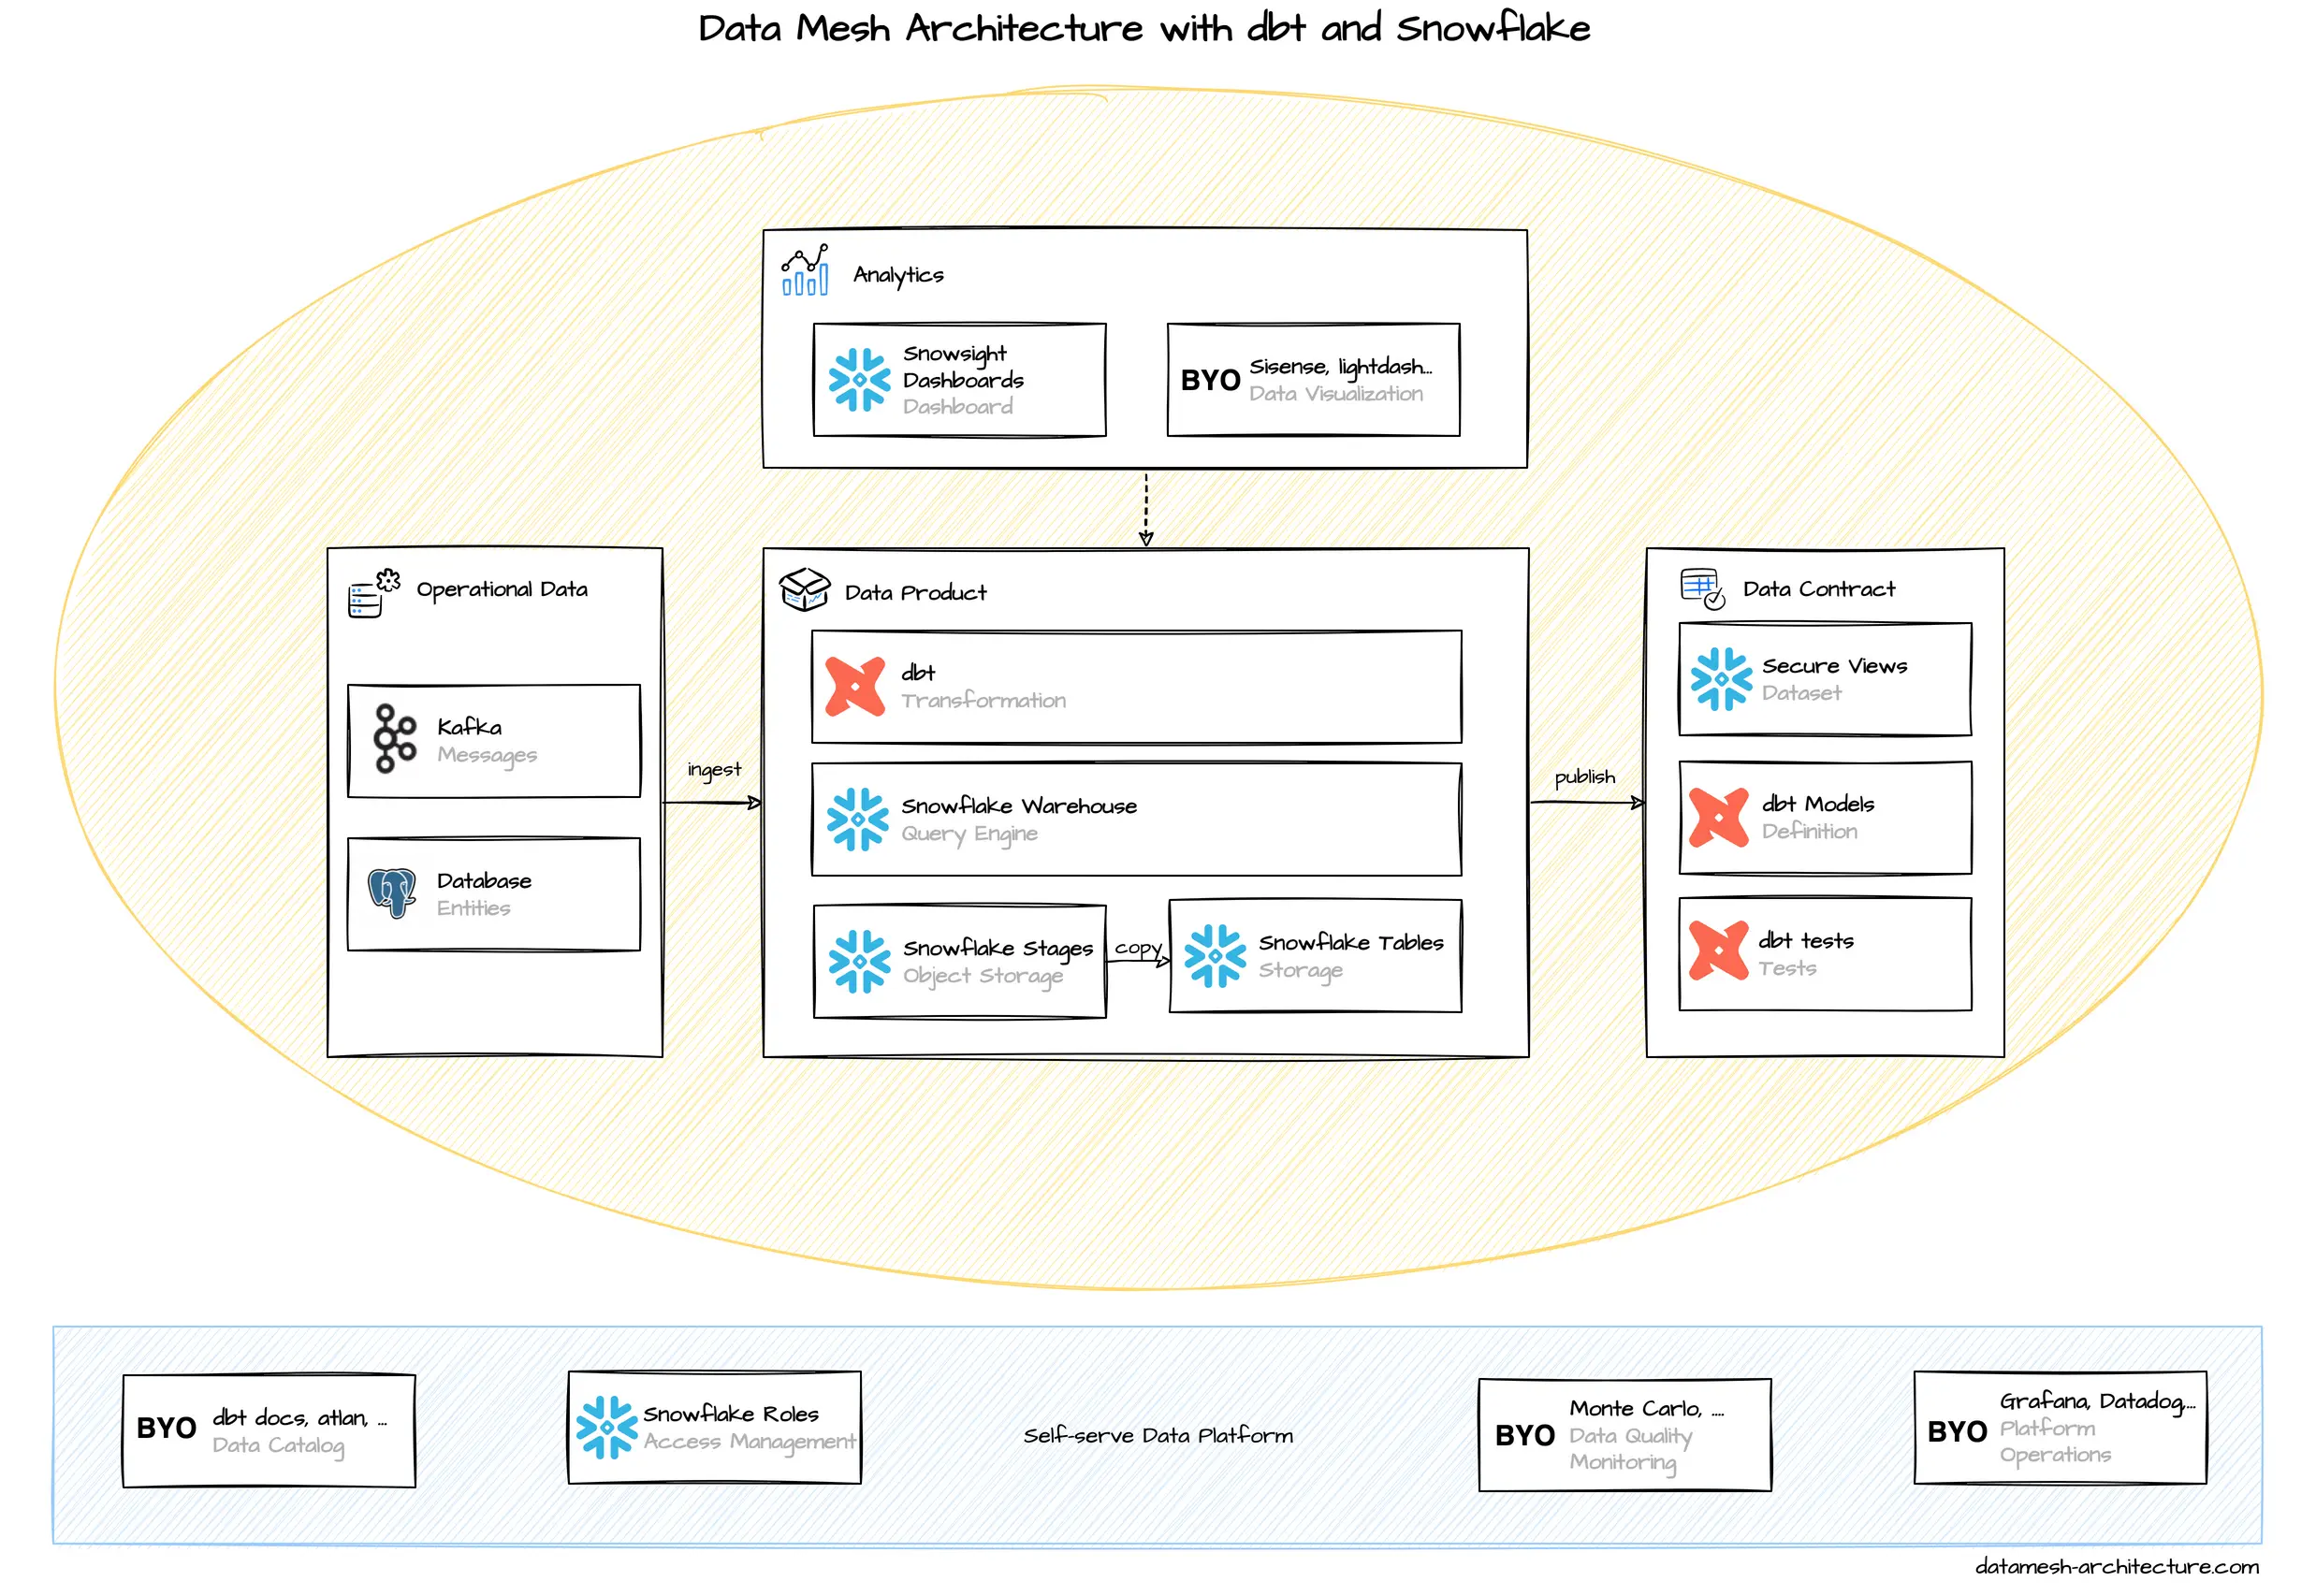 Data Mesh Architecture with dbt and Snowflake
Analytics
Snowsight
Dashboards
Dashboard
BYO
Sisense, lightdash...
Data Visualization
Operational Data
Kafka
Messages
Database
Entities
ingest
Data Product
dbt
Transformation
Snowflake Warehouse
Query Engine
Snowflake Stages
Object Storage
copy
Snowflake Tables
Storage
publish
Data Contract
Secure Views
Dataset
dbt Models
Definition
dbt tests
Tests
BYO
dbt docs, atlan, ...
Data Catalog
Snowflake Roles
Access Management
Self-serve Data Platform
BYO
Monte Carlo, ....
Data Quality
Monitoring
BYO
Grafana, Datadog,...
Platform
Operations
datamesh-architecture.com